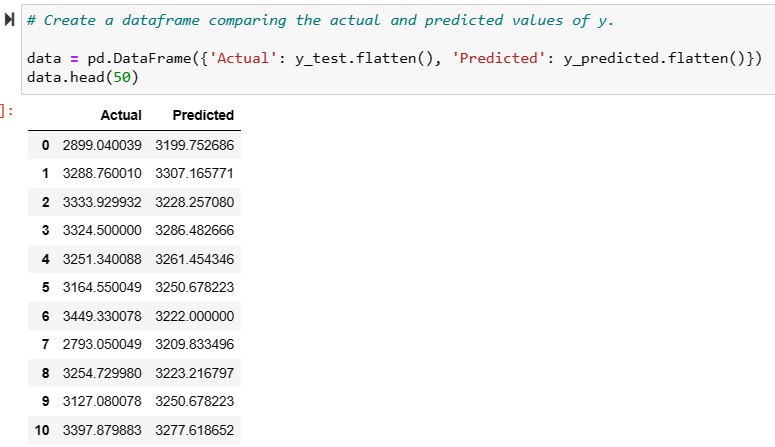 # Create a dataframe comparing the actual and predicted values of y.
data = pd.DataFrame({'Actual': y_test.flatten(), 'Predicted': y_predicted.flatten()})
data.head(50)
]:
Actual Predicted
0 2899.040039 3199.752686
1 3288.760010 3307.165771
2 3333.929932 3228.257080
3 3324.500000 3286.482666
4 3251.340088 3261.454346
5 3164.550049 3250.678223
6 3449.330078 3222.000000
7 2793.050049 3209.833496
8 3254.729980 3223.216797
9 3127.080078 3250.678223
10 3397.879883 3277.618652